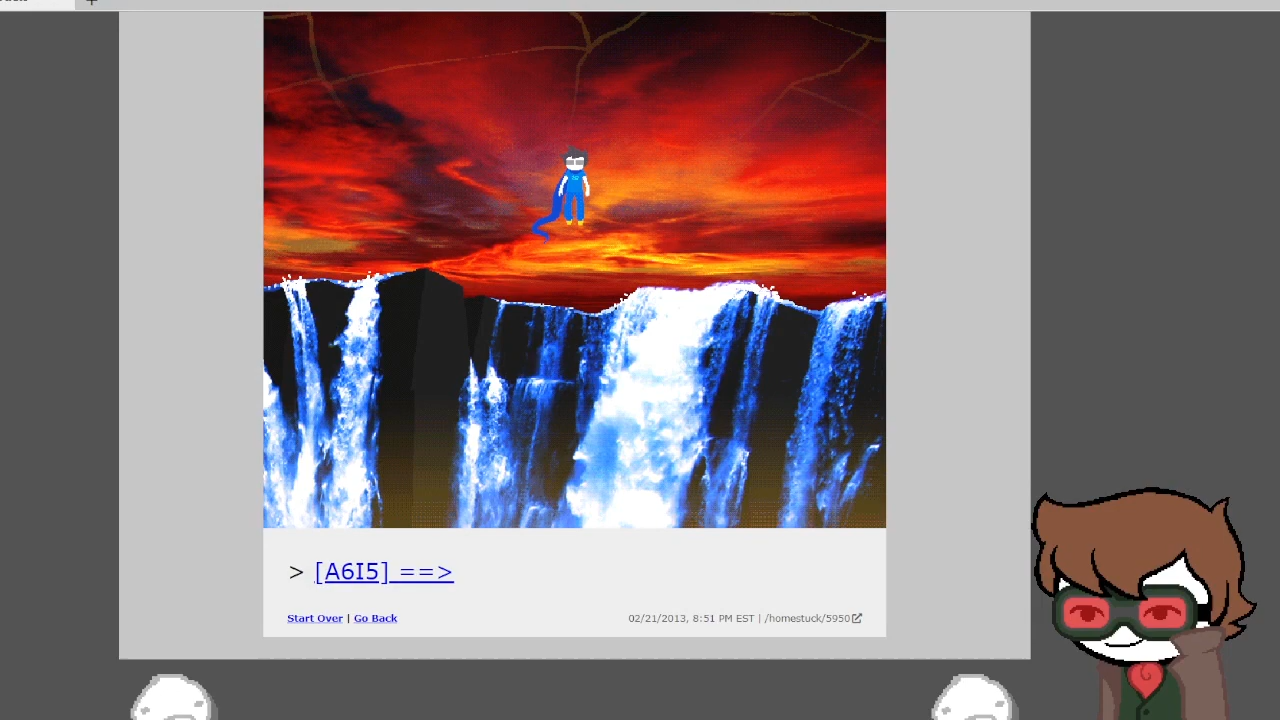 > [A6I5] ==>
Start Over | Go Back
02/21/2013, 8:51 PM EST | /homestuck/5950